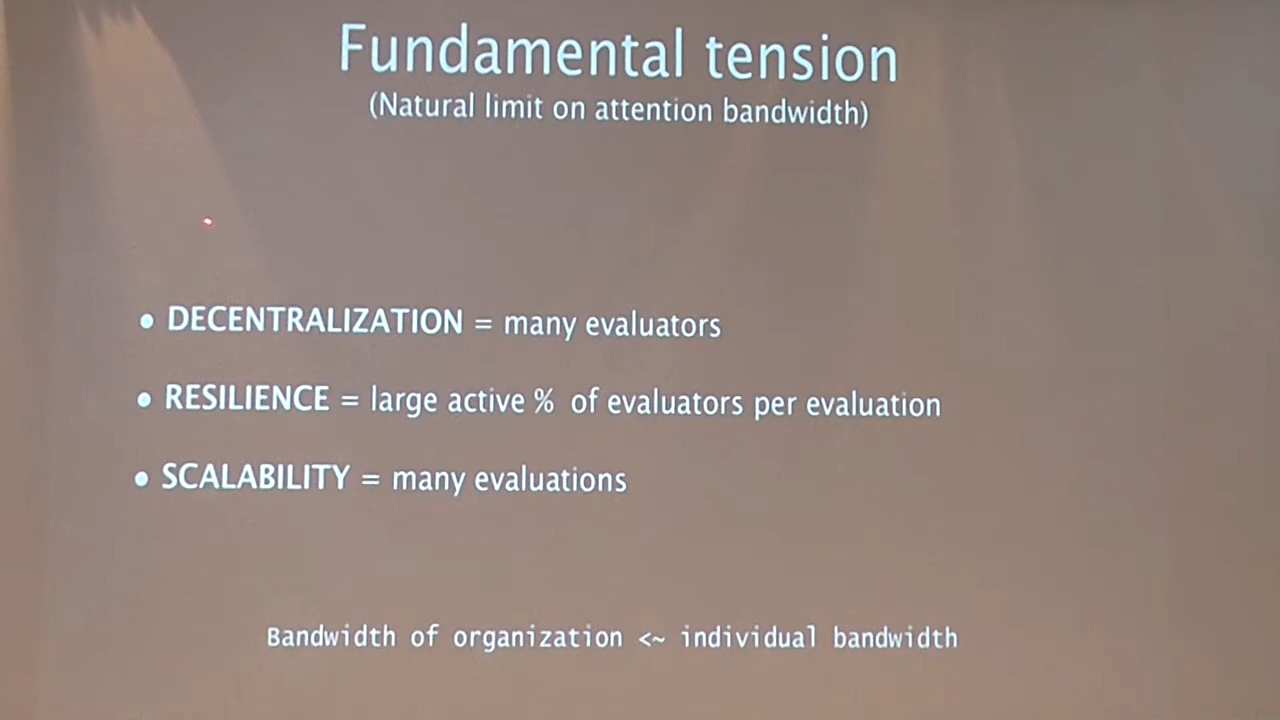 Fundamental tension
(Natural limit on attention bandwidth)
• DECENTRALIZATION = many evaluators
• RESILIENCE = large active % of evaluators per evaluation
• SCALABILITY = many evaluations
Bandwidth of organization <~ individual bandwidth